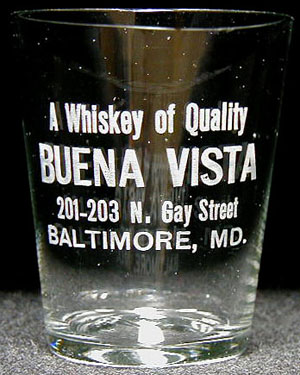 A Whiskey of Quality
BUENA VISTA
201-203 N. Gay Street
BALTIMORE, MD.